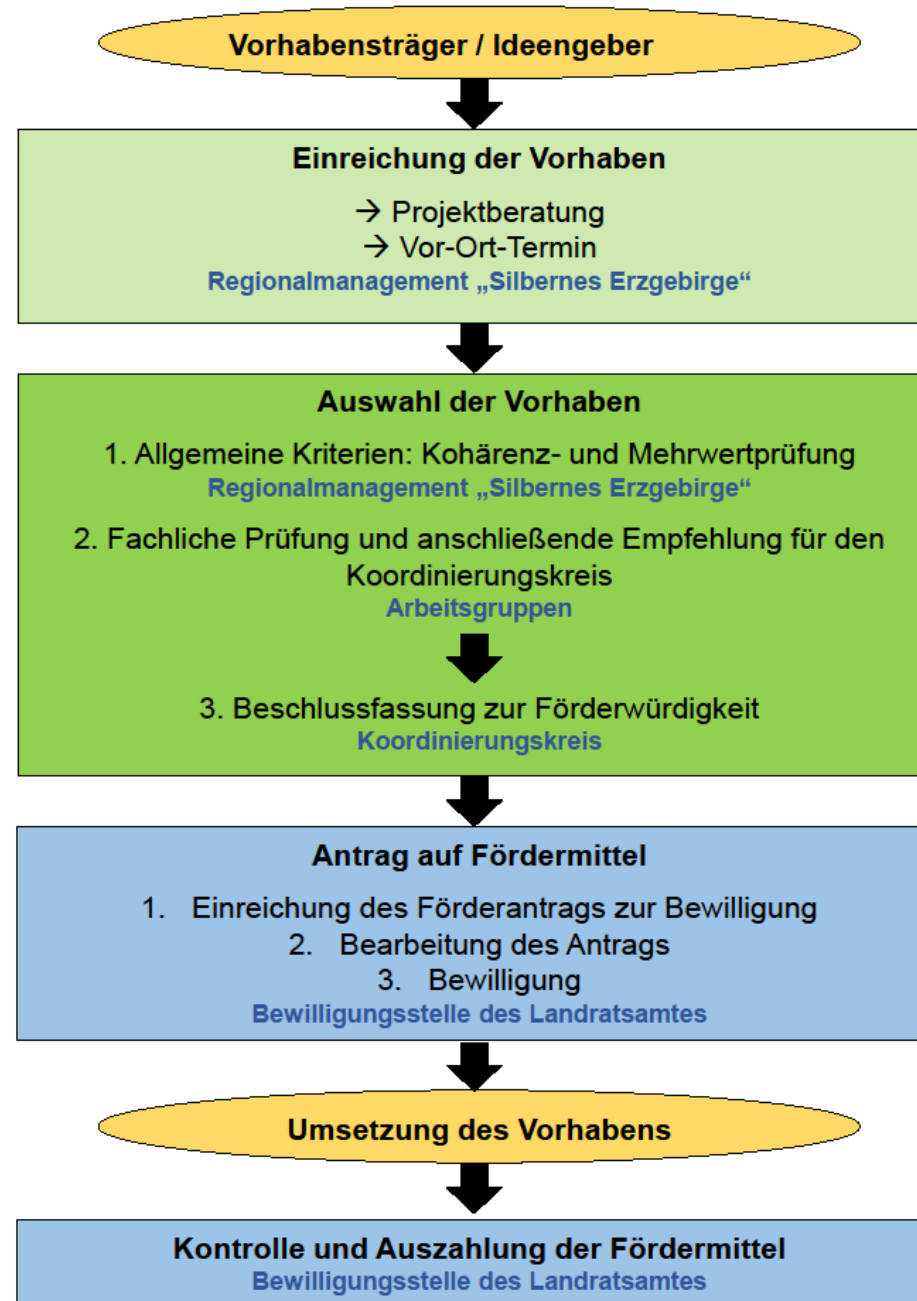 Vorhabensträger / Ideengeber
Einreichung der Vorhaben
→ Projektberatung
→ Vor-Ort-Termin
Regionalmanagement „Silbernes Erzgebirge“
Auswahl der Vorhaben
1. Allgemeine Kriterien: Kohärenz- und Mehrwertprüfung
Regionalmanagement „Silbernes Erzgebirge“
2. Fachliche Prüfung und anschließende Empfehlung für den
Koordinierungskreis
Arbeitsgruppen
3. Beschlussfassung zur Förderwürdigkeit
Koordinierungskreis
Antrag auf Fördermittel
1. Einreichung des Förderantrags zur Bewilligung
2. Bearbeitung des Antrags
3. Bewilligung
Bewilligungsstelle des Landratsamtes
Umsetzung des Vorhabens
Kontrolle und Auszahlung der Fördermittel
Bewilligungsstelle des Landratsamtes